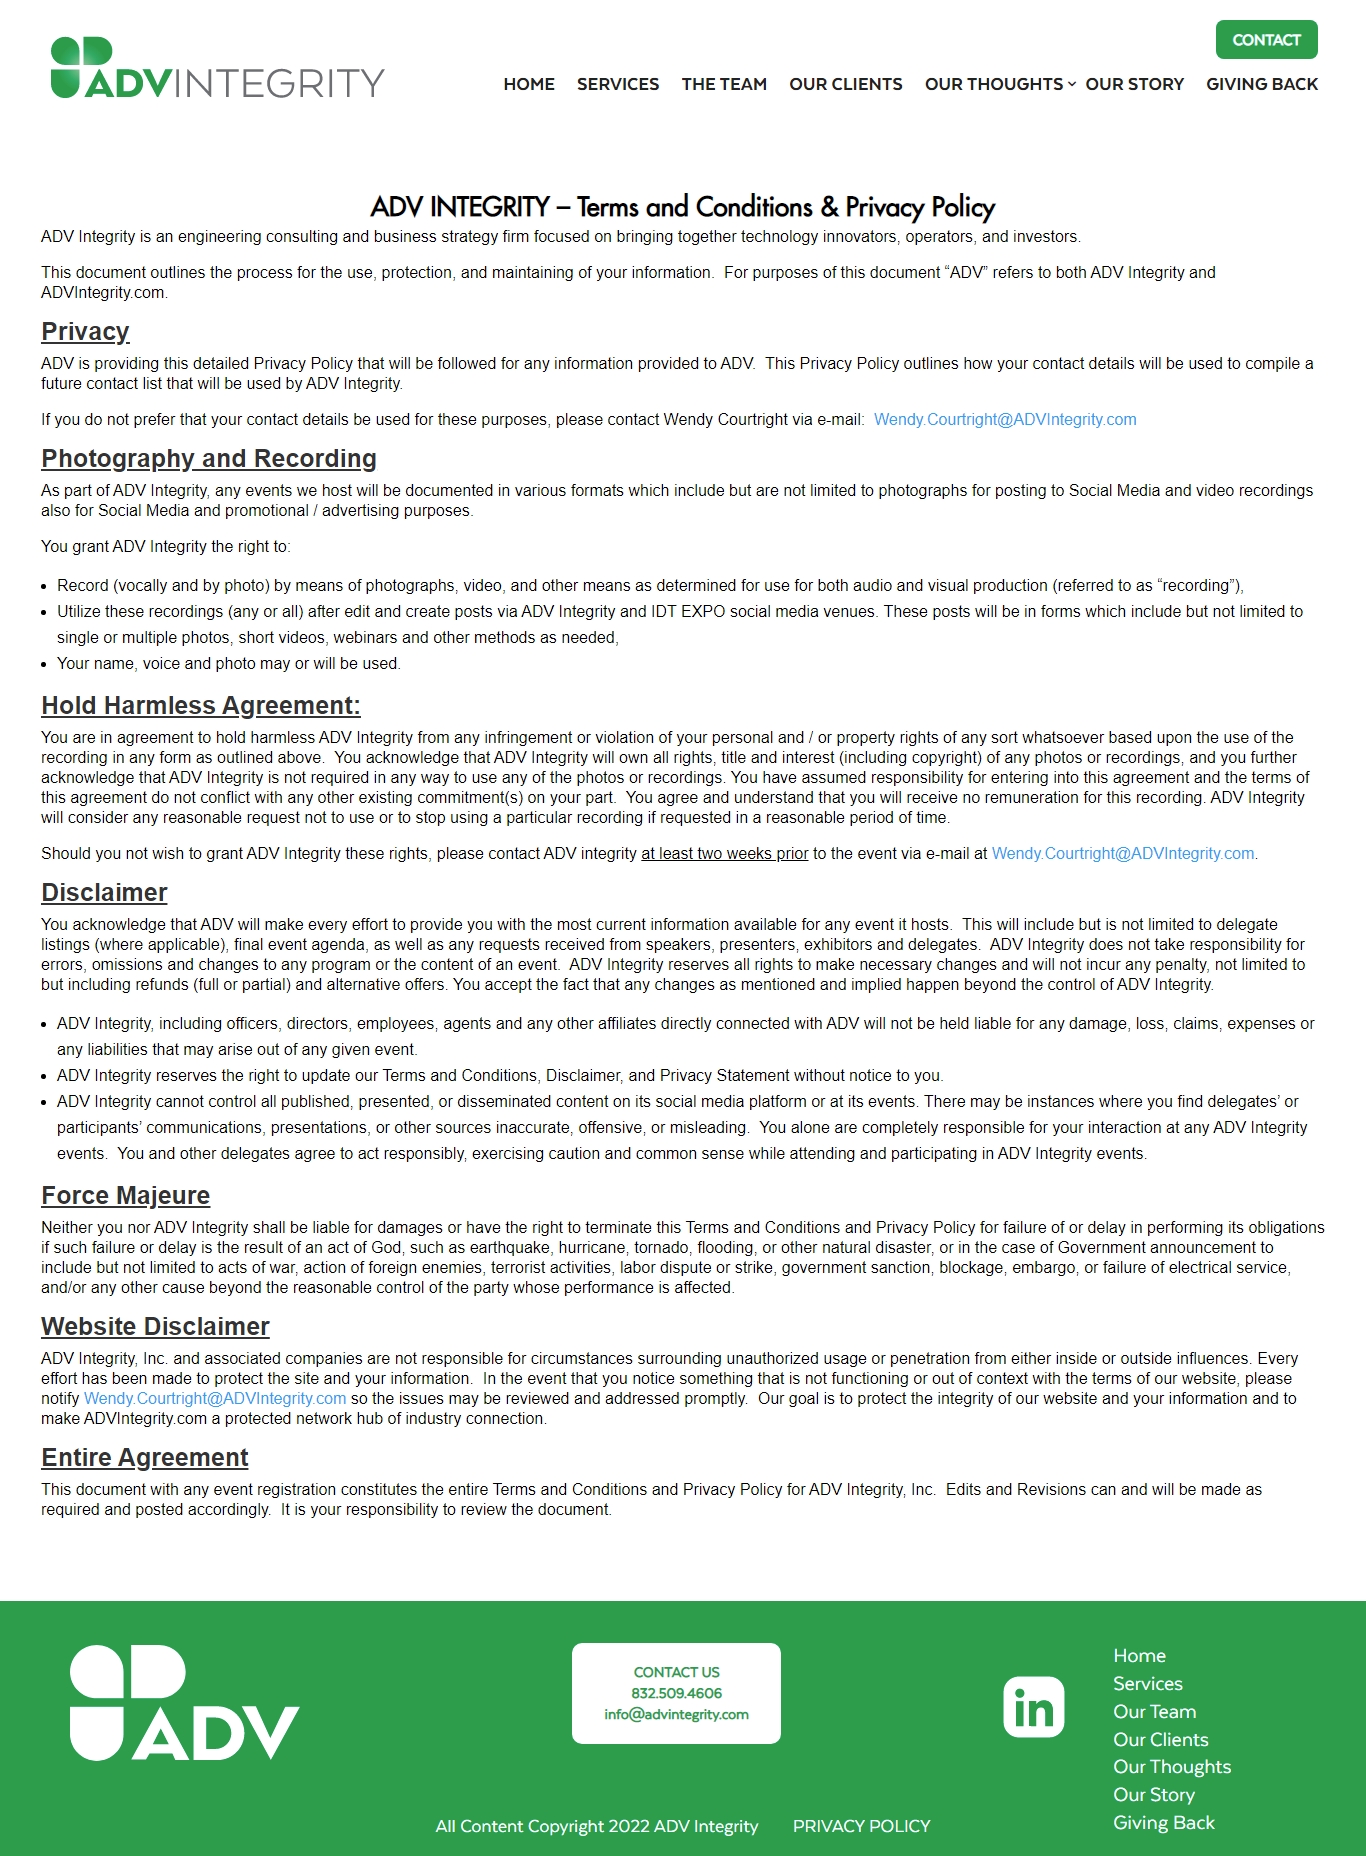 CONTACT
ADVINTEGRITY
HOME SERVICES THE TEAM OUR CLIENTS OUR THOUGHTS OUR STORY GIVING BACK
ADV INTEGRITY – Terms and Conditions & Privacy Policy
ADV Integrity is an engineering consulting and business strategy firm focused on bringing together technology innovators, operators, and investors.
This document outlines the process for the use, protection, and maintaining of your information.  For purposes of this document “ADV” refers to both ADV Integrity and
ADVIntegrity.com.
Privacy
ADV is providing this detailed Privacy Policy that will be followed for any information provided to ADV.  This Privacy Policy outlines how your contact details will be used to compile a
future contact list that will be used by ADV Integrity.
If you do not prefer that your contact details be used for these purposes, please contact Wendy Courtright via e-mail:  Wendy.Courtright@ADVIntegrity.com
Photography and Recording
As part of ADV Integrity, any events we host will be documented in various formats which include but are not limited to photographs for posting to Social Media and video recordings
also for Social Media and promotional / advertising purposes.
You grant ADV Integrity the right to:
• Record (vocally and by photo) by means of photographs, video, and other means as determined for use for both audio and visual production (referred to as “recording”),
• Utilize these recordings (any or all) after edit and create posts via ADV Integrity and IDT EXPO social media venues. These posts will be in forms which include but not limited to
single or multiple photos, short videos, webinars and other methods as needed,
• Your name, voice and photo may or will be used.
Hold Harmless Agreement:
You are in agreement to hold harmless ADV Integrity from any infringement or violation of your personal and / or property rights of any sort whatsoever based upon the use of the
recording in any form as outlined above.  You acknowledge that ADV Integrity will own all rights, title and interest (including copyright) of any photos or recordings, and you further
acknowledge that ADV Integrity is not required in any way to use any of the photos or recordings. You have assumed responsibility for entering into this agreement and the terms of
this agreement do not conflict with any other existing commitment(s) on your part.  You agree and understand that you will receive no remuneration for this recording. ADV Integrity
will consider any reasonable request not to use or to stop using a particular recording if requested in a reasonable period of time.
Should you not wish to grant ADV Integrity these rights, please contact ADV integrity at least two weeks prior to the event via e-mail at Wendy.Courtright@ADVIntegrity.com.
Disclaimer
You acknowledge that ADV will make every effort to provide you with the most current information available for any event it hosts.  This will include but is not limited to delegate
listings (where applicable), final event agenda, as well as any requests received from speakers, presenters, exhibitors and delegates.  ADV Integrity does not take responsibility for
errors, omissions and changes to any program or the content of an event.  ADV Integrity reserves all rights to make necessary changes and will not incur any penalty, not limited to
but including refunds (full or partial) and alternative offers. You accept the fact that any changes as mentioned and implied happen beyond the control of ADV Integrity.
• ADV Integrity, including officers, directors, employees, agents and any other affiliates directly connected with ADV will not be held liable for any damage, loss, claims, expenses or
any liabilities that may arise out of any given event.
• ADV Integrity reserves the right to update our Terms and Conditions, Disclaimer, and Privacy Statement without notice to you.
• ADV Integrity cannot control all published, presented, or disseminated content on its social media platform or at its events. There may be instances where you find delegates’ or
participants’ communications, presentations, or other sources inaccurate, offensive, or misleading.  You alone are completely responsible for your interaction at any ADV Integrity
events.  You and other delegates agree to act responsibly, exercising caution and common sense while attending and participating in ADV Integrity events.
Force Majeure
Neither you nor ADV Integrity shall be liable for damages or have the right to terminate this Terms and Conditions and Privacy Policy for failure of or delay in performing its obligations
if such failure or delay is the result of an act of God, such as earthquake, hurricane, tornado, flooding, or other natural disaster, or in the case of Government announcement to
include but not limited to acts of war, action of foreign enemies, terrorist activities, labor dispute or strike, government sanction, blockage, embargo, or failure of electrical service,
and/or any other cause beyond the reasonable control of the party whose performance is affected.
Website Disclaimer
ADV Integrity, Inc. and associated companies are not responsible for circumstances surrounding unauthorized usage or penetration from either inside or outside influences. Every
effort has been made to protect the site and your information.  In the event that you notice something that is not functioning or out of context with the terms of our website, please
notify Wendy.Courtright@ADVIntegrity.com so the issues may be reviewed and addressed promptly.  Our goal is to protect the integrity of our website and your information and to
make ADVIntegrity.com a protected network hub of industry connection.
Entire Agreement
This document with any event registration constitutes the entire Terms and Conditions and Privacy Policy for ADV Integrity, Inc.  Edits and Revisions can and will be made as
required and posted accordingly.  It is your responsibility to review the document.
ADV
CONTACT US
832.509.4606
info@advintegrity.com
in
Home
Services
Our Team
Our Clients
Our Thoughts
Our Story
Giving Back
All Content Copyright 2022 ADV Integrity PRIVACY POLICY